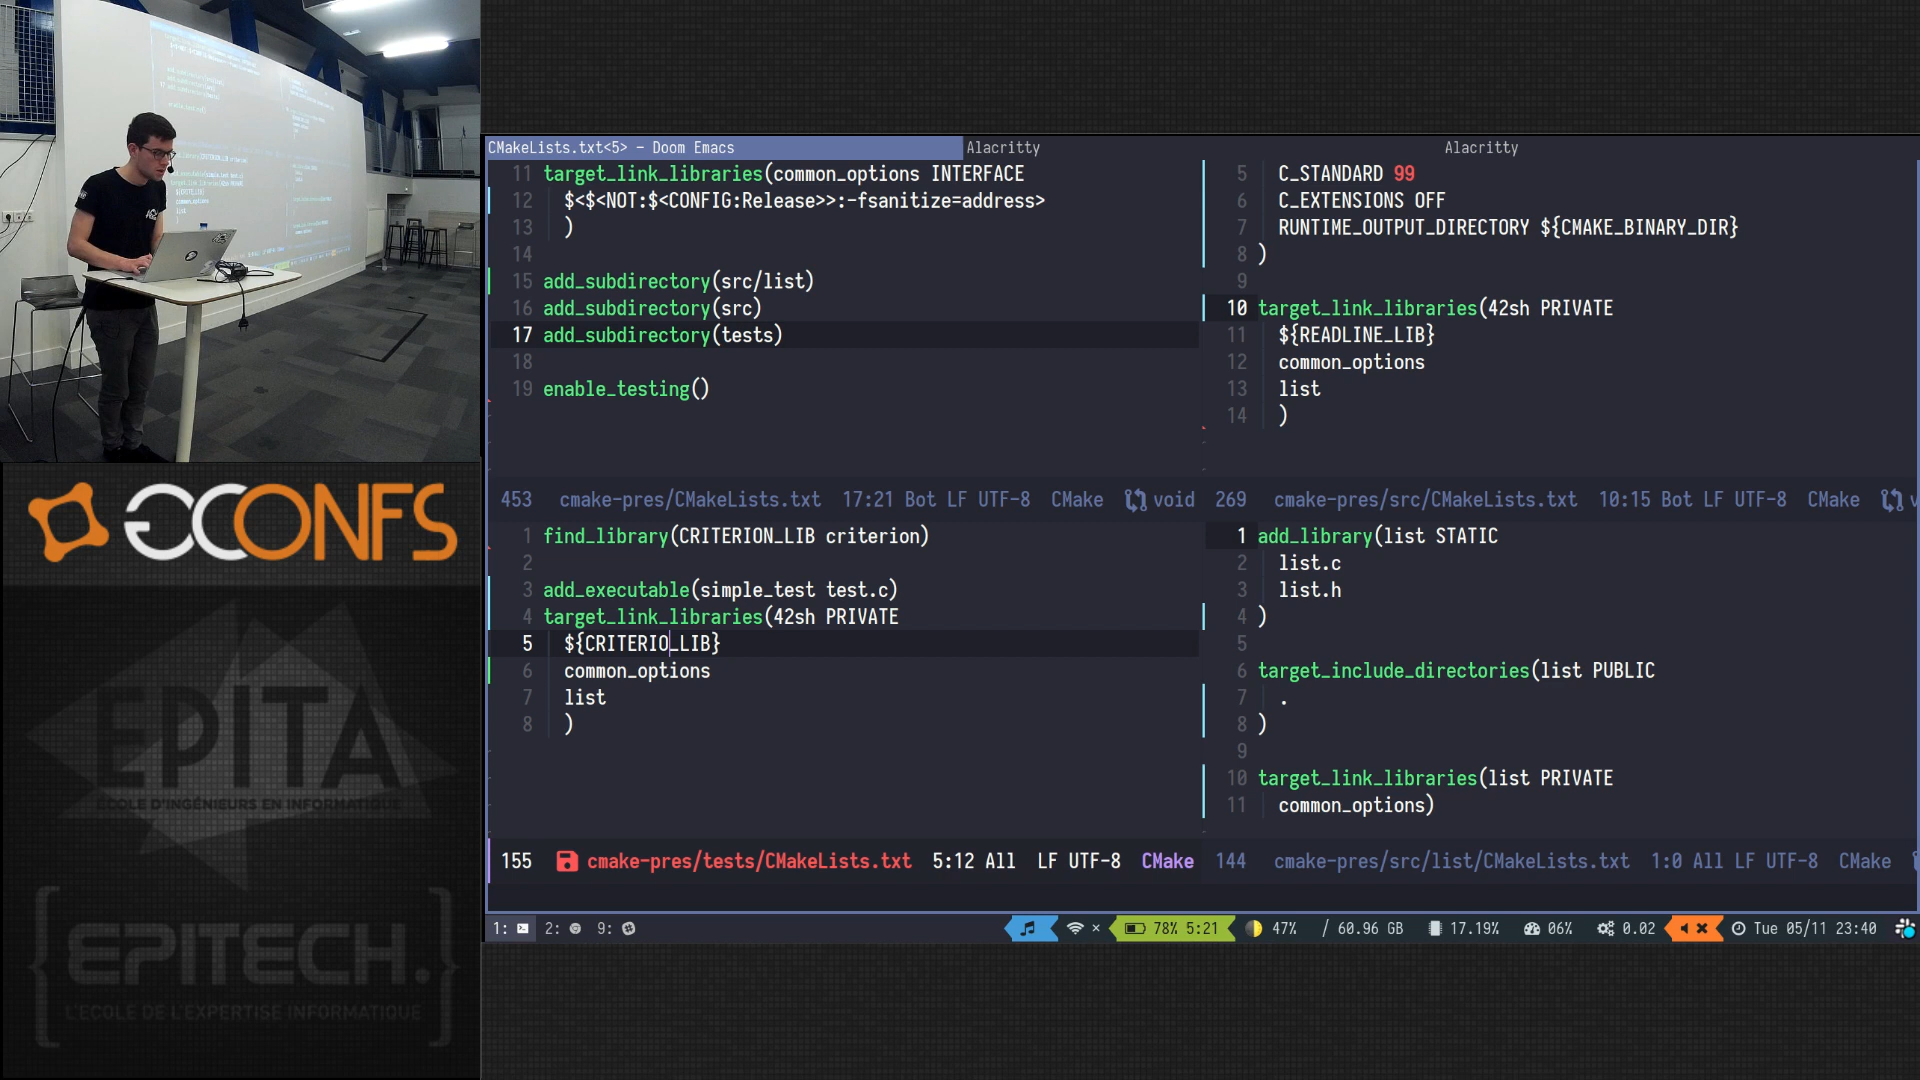 CMakeLists.txt<5> – Doom Emacs
Alacritty
Alacritty
11 target_link_libraries(common_options INTERFACE
12 $<$<NOT:$<CONFIG:Release>>:-fsanitize=address>
13 )
14
15 add_subdirectory(src/list)
16 add_subdirectory(src)
17 add_subdirectory(tests)
18
19 enable_testing()
453 cmake-pres/CMakeLists.txt 17:21 Bot LF UTF-8 CMake void
5 C_STANDARD 99
6 C_EXTENSIONS OFF
7 RUNTIME_OUTPUT_DIRECTORY ${CMAKE_BINARY_DIR}
8 )
9
10 target_link_libraries(42sh PRIVATE
11 ${READLINE_LIB}
12 common_options
13 list
14 )
269 cmake-pres/src/CMakeLists.txt 10:15 Bot LF UTF-8 CMake v
1 find_library(CRITERION_LIB criterion)
2
3 add_executable(simple_test test.c)
4 target_link_libraries(42sh PRIVATE
5 ${CRITERIO_LIB}
6 common_options
7 list
8 )
155 cmake-pres/tests/CMakeLists.txt 5:12 All LF UTF-8 CMake
1 add_library(list STATIC
2 list.c
3 list.h
4 )
5
6 target_include_directories(list PUBLIC
7 .
8 )
9
10 target_link_libraries(list PRIVATE
11 common_options)
144 cmake-pres/src/list/CMakeLists.txt 1:0 All LF UTF-8 CMake
1: 2: 9: × 78% 5:21 47% / 60.96 GB 17.19% 06% 0.02 Tue 05/11 23:40
CONFS
EPITA
ÉCOLE D'INGÉNIEURS EN INFORMATIQUE
{EPITECH.}
L'ECOLE DE L'EXPERTISE INFORMATIQUE